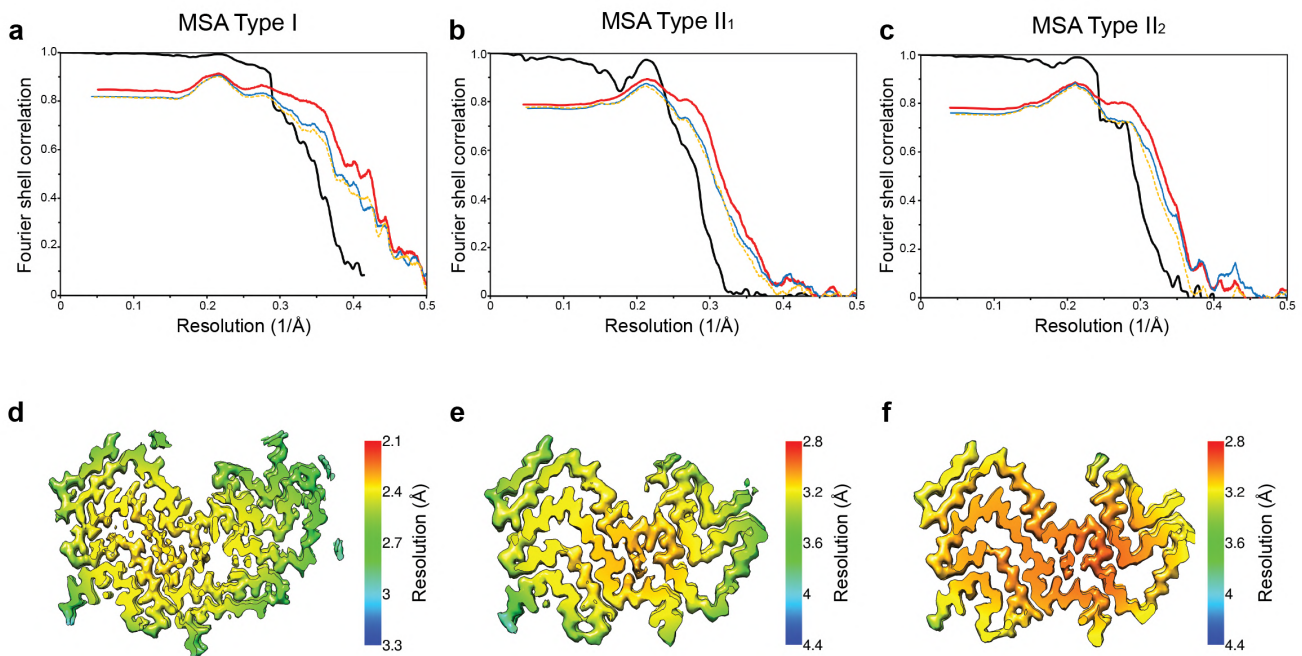 a
MSA Type I
1.0
0.8
0.6
0.4
0.2
0
0
0.1
0.2
0.3
0.4
0.5
Fourier shell correlation
Resolution (1/Å)
b
MSA Type II1
1.0
0.8
0.6
0.4
0.2
0
0
0.1
0.2
0.3
0.4
0.5
Fourier shell correlation
Resolution (1/Å)
c
MSA Type II2
1.0
0.8
0.6
0.4
0.2
0
0
0.1
0.2
0.3
0.4
0.5
Fourier shell correlation
Resolution (1/Å)
d
2.1
2.4
2.7
3
3.3
Resolution (Å)
e
2.8
3.2
3.6
4
4.4
Resolution (Å)
f
2.8
3.2
3.6
4
4.4
Resolution (Å)